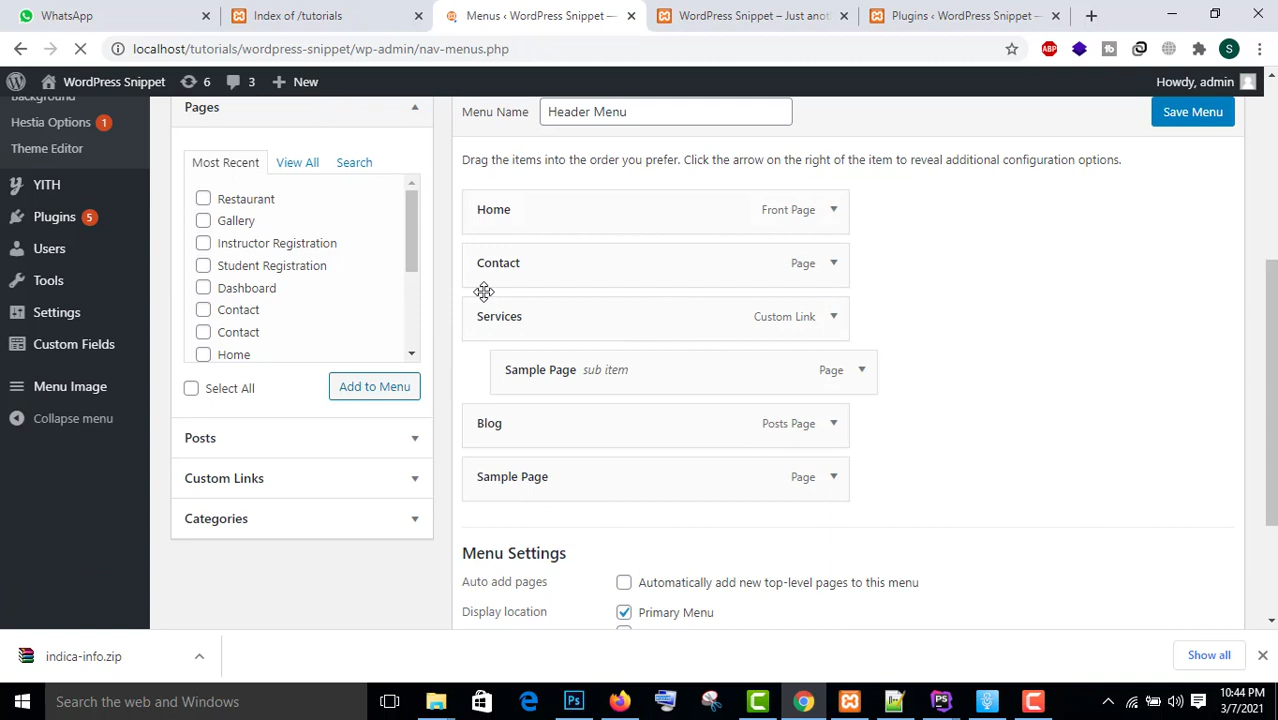 WhatsApp
Index of /tutorials
Menus ‹ WordPress Snippet —
WordPress Snippet – Just anot
Plugins ‹ WordPress Snippet —
localhost/tutorials/wordpress-snippet/wp-admin/nav-menus.php
ABP
S
WordPress Snippet
6
3
New
Howdy, admin
Background
Hestia Options 1
Theme Editor
YITH
Plugins 5
Users
Tools
Settings
Custom Fields
Menu Image
Collapse menu
Pages
Most Recent
View All
Search
Restaurant
Gallery
Instructor Registration
Student Registration
Dashboard
Contact
Contact
Home
Select All
Add to Menu
Posts
Custom Links
Categories
Menu Name
Header Menu
Save Menu
Drag the items into the order you prefer. Click the arrow on the right of the item to reveal additional configuration options.
Home Front Page
Contact Page
Services Custom Link
Sample Page sub item Page
Blog Posts Page
Sample Page Page
Menu Settings
Auto add pages
Automatically add new top-level pages to this menu
Display location
Primary Menu
indica-info.zip
Show all
Search the web and Windows
10:44 PM
3/7/2021